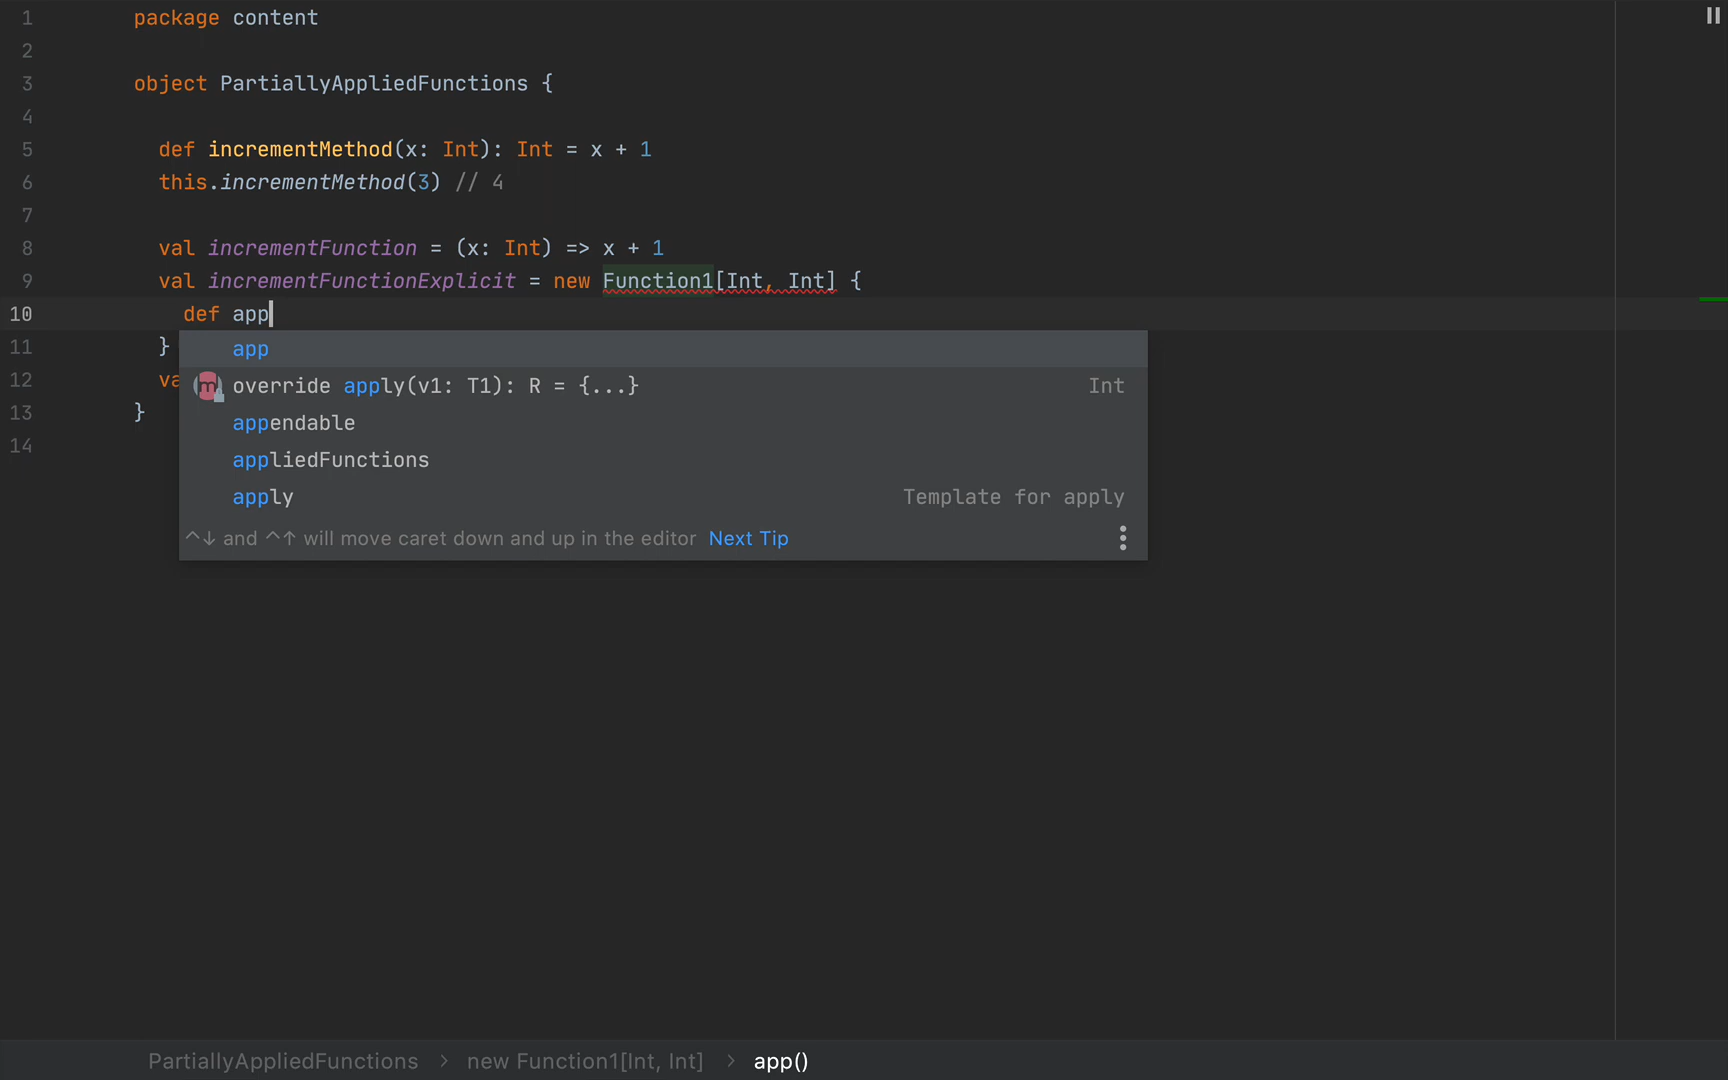 1 package content
2
3 object PartiallyAppliedFunctions {
4
5 def incrementMethod(x: Int): Int = x + 1
6 this.incrementMethod(3) // 4
7
8 val incrementFunction = (x: Int) => x + 1
9 val incrementFunctionExplicit = new Function1[Int, Int] {
10 def app
11 }
12 va
13 }
14
app
m override apply(v1: T1): R = {...} Int
appendable
appliedFunctions
apply Template for apply
^↓ and ^↑ will move caret down and up in the editor Next Tip
PartiallyAppliedFunctions > new Function1[Int, Int] > app()